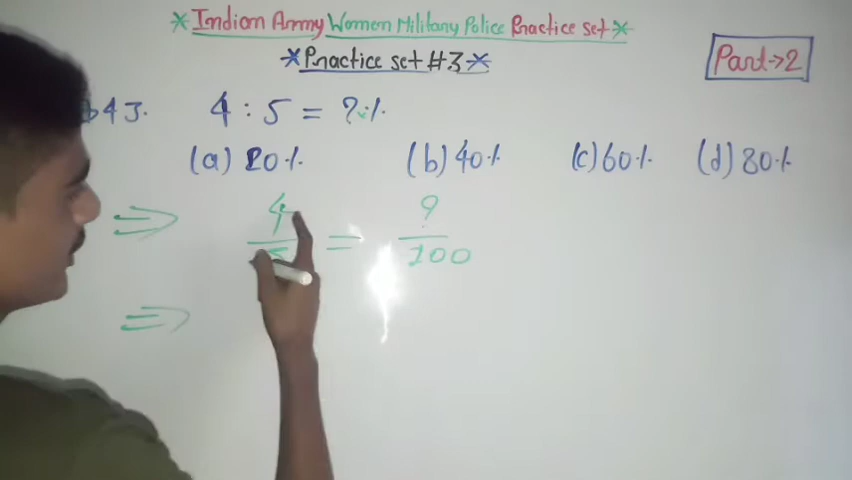 *Indian Army Women Military Police Practice set*
*Practice set #3*
Part→2
43. 4 : 5 = ?%
(a) 20% (b) 40% (c) 60% (d) 80%
⇒ 4/5 = ?/100
⇒